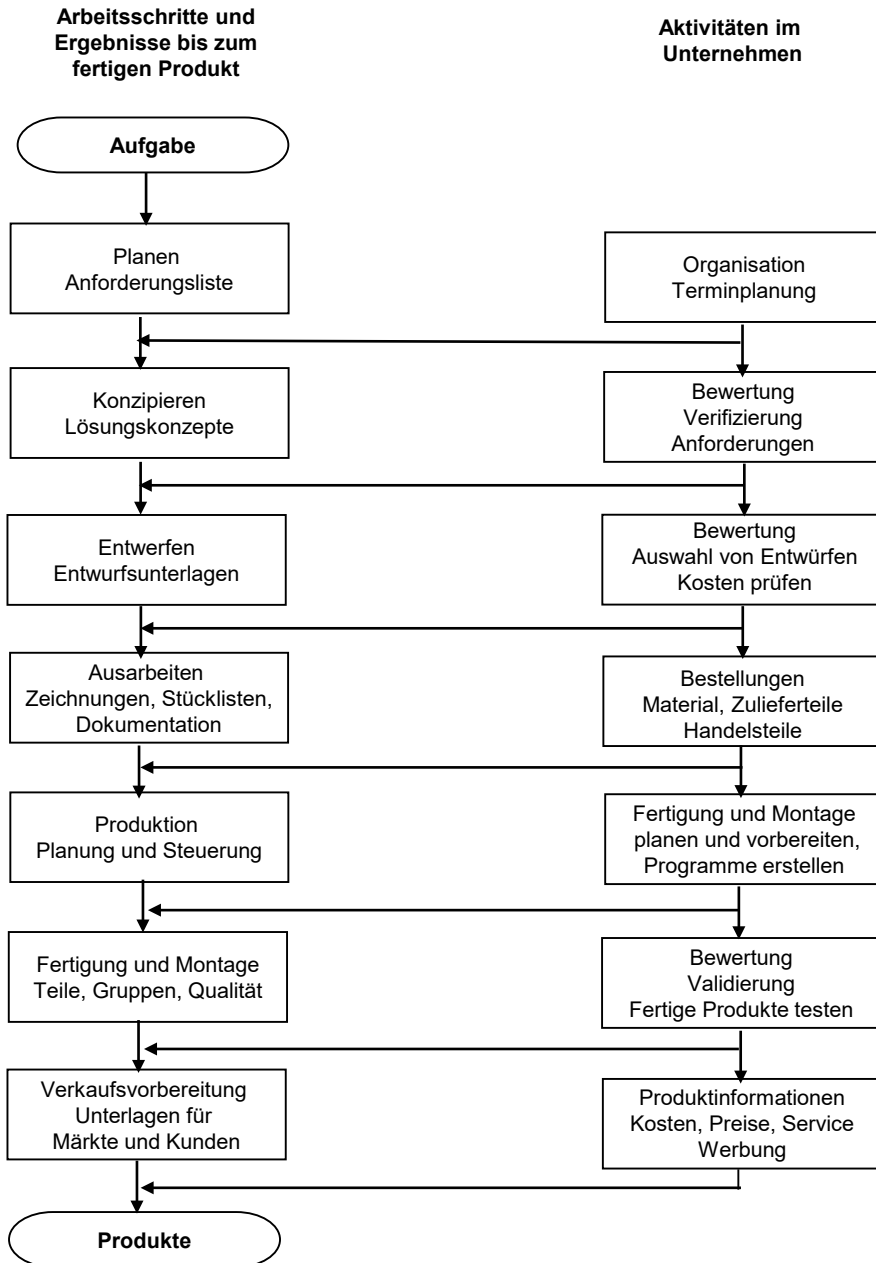 Arbeitsschritte und
Ergebnisse bis zum
fertigen Produkt
Aktivitäten im
Unternehmen
Aufgabe
Planen
Anforderungsliste
Organisation
Terminplanung
Konzipieren
Lösungskonzepte
Bewertung
Verifizierung
Anforderungen
Entwerfen
Entwurfsunterlagen
Bewertung
Auswahl von Entwürfen
Kosten prüfen
Ausarbeiten
Zeichnungen, Stücklisten,
Dokumentation
Bestellungen
Material, Zulieferteile
Handelsteile
Produktion
Planung und Steuerung
Fertigung und Montage
planen und vorbereiten,
Programme erstellen
Fertigung und Montage
Teile, Gruppen, Qualität
Bewertung
Validierung
Fertige Produkte testen
Verkaufsvorbereitung
Unterlagen für
Märkte und Kunden
Produktinformationen
Kosten, Preise, Service
Werbung
Produkte